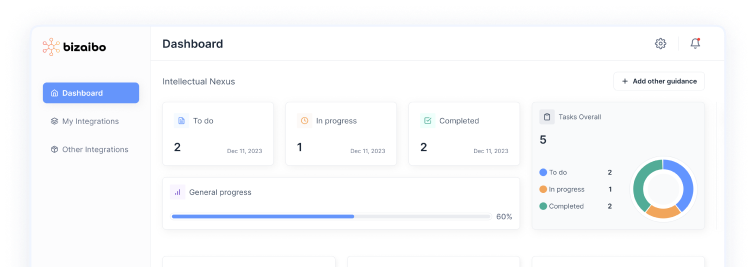 bizaibo
Dashboard
Dashboard
My Integrations
Other Integrations
Intellectual Nexus
+ Add other guidance
To do
2
Dec 11, 2023
In progress
1
Dec 11, 2023
Completed
2
Dec 11, 2023
General progress
60%
Tasks Overall
5
To do 2
In progress 1
Completed 2